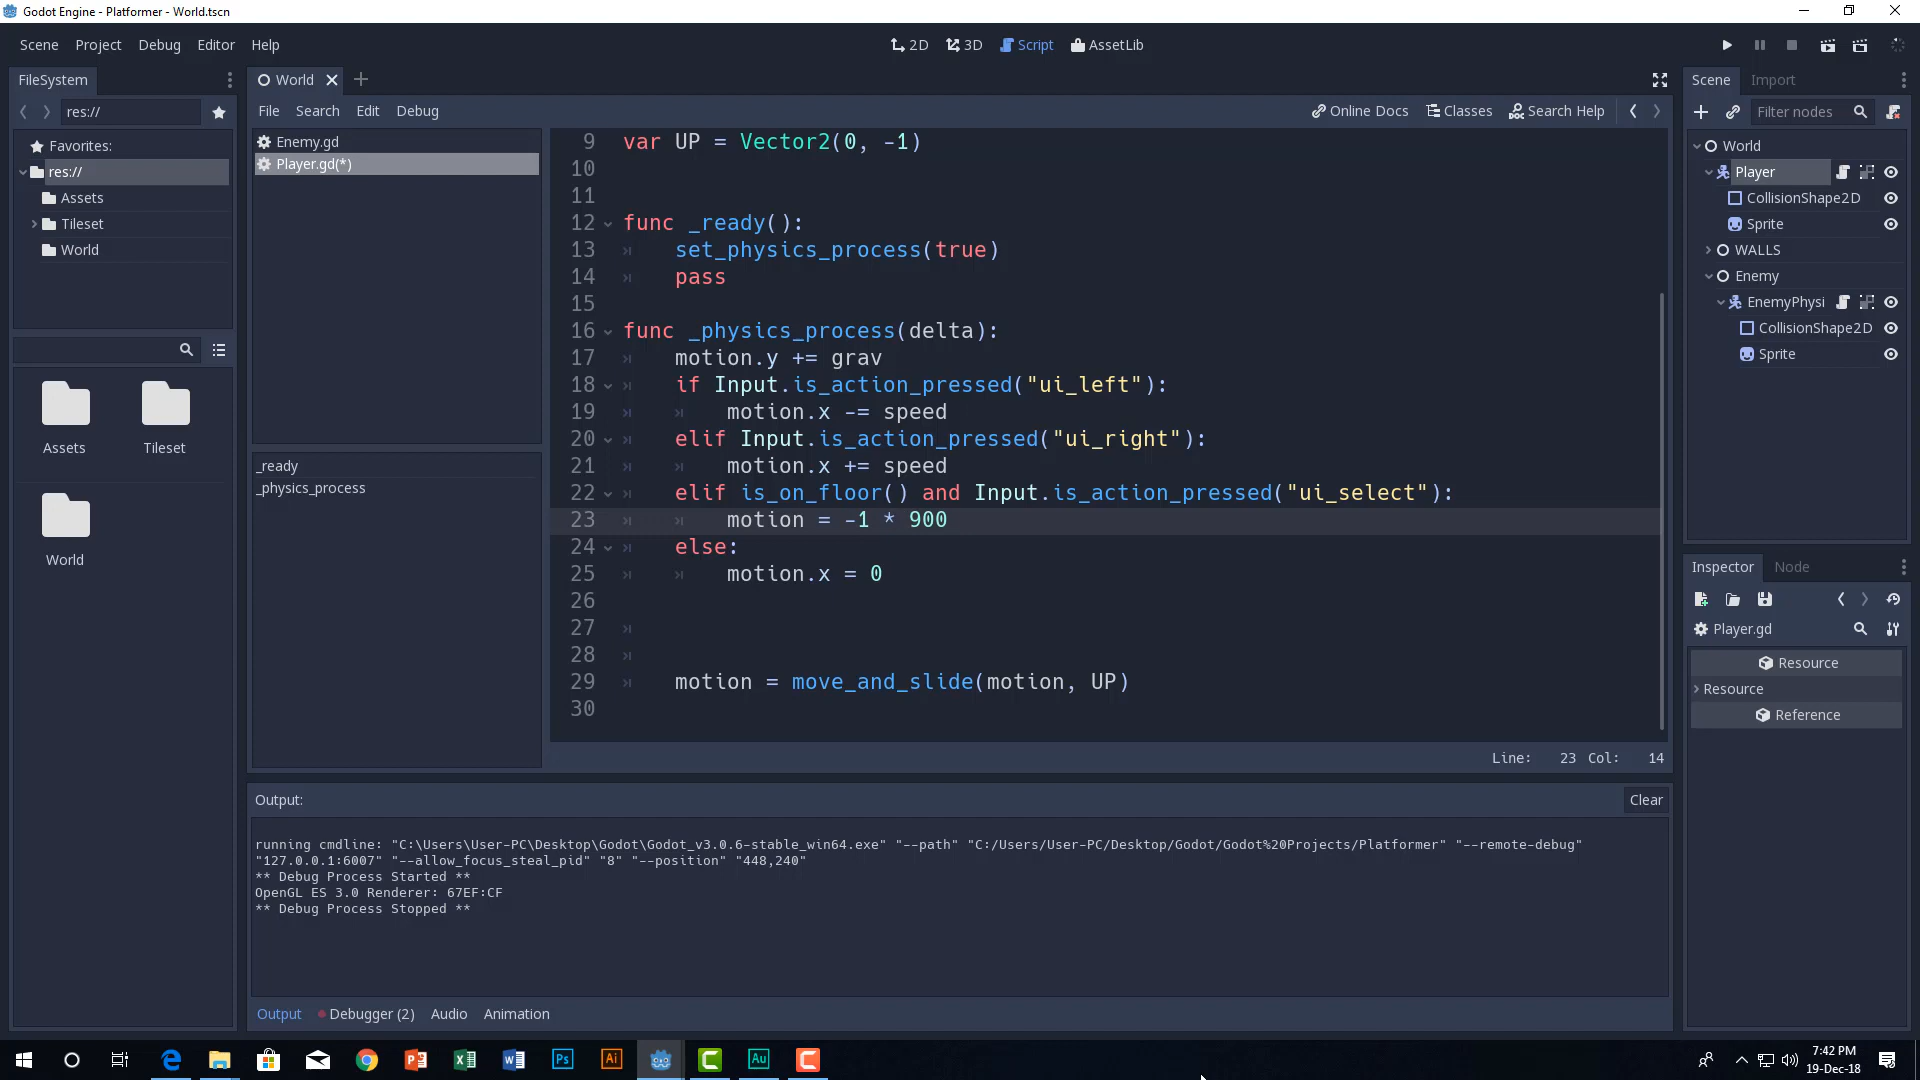 Godot Engine - Platformer - World.tscn
Scene Project Debug Editor Help
2D 3D Script AssetLib
FileSystem
World
Scene Import
File Search Edit Debug
Online Docs Classes Search Help
res://
Filter nodes
Favorites:
res://
Assets
Tileset
World
Assets
Tileset
World
Enemy.gd
Player.gd(*)
_ready
_physics_process
9 var UP = Vector2(0, -1)
10
11
12 func _ready():
13 set_physics_process(true)
14 pass
15
16 func _physics_process(delta):
17 motion.y += grav
18 if Input.is_action_pressed("ui_left"):
19 motion.x -= speed
20 elif Input.is_action_pressed("ui_right"):
21 motion.x += speed
22 elif is_on_floor() and Input.is_action_pressed("ui_select"):
23 motion = -1 * 900
24 else:
25 motion.x = 0
26
27
28
29 motion = move_and_slide(motion, UP)
30
Line: 23 Col: 14
World
Player
CollisionShape2D
Sprite
WALLS
Enemy
EnemyPhysi
CollisionShape2D
Sprite
Inspector Node
Player.gd
Resource
Resource
Reference
Output:
Clear
running cmdline: "C:\Users\User-PC\Desktop\Godot\Godot_v3.0.6-stable_win64.exe" "--path" "C:/Users/User-PC/Desktop/Godot/Godot%20Projects/Platformer" "--remote-debug"
"127.0.0.1:6007" "--allow_focus_steal_pid" "8" "--position" "448,240"
** Debug Process Started **
OpenGL ES 3.0 Renderer: 67EF:CF
** Debug Process Stopped **
Output Debugger (2) Audio Animation
Ps Ai Au
7:42 PM
19-Dec-18